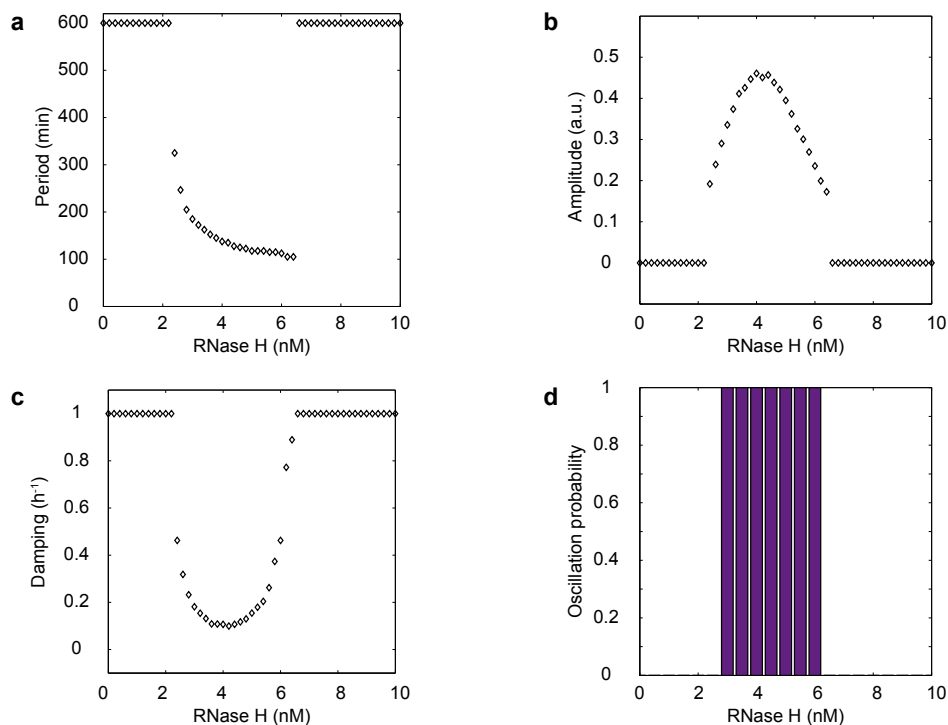 a
600
500
400
300
200
100
0
Period (min)
0 2 4 6 8 10
RNase H (nM)
b
0.5
0.4
0.3
0.2
0.1
0
Amplitude (a.u.)
0 2 4 6 8 10
RNase H (nM)
c
1
0.8
0.6
0.4
0.2
0
Damping (h⁻¹)
0 2 4 6 8 10
RNase H (nM)
d
1
0.8
0.6
0.4
0.2
0
Oscillation probability
0 2 4 6 8 10
RNase H (nM)